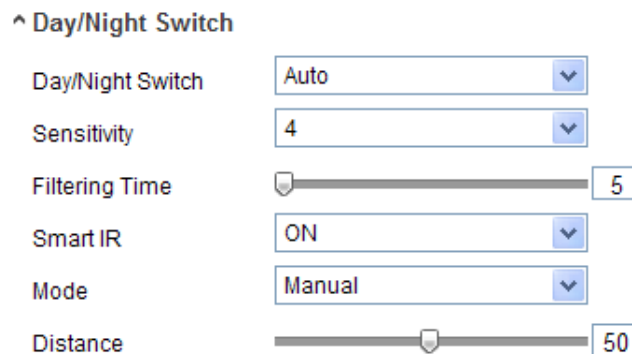 ^ Day/Night Switch
Day/Night Switch Auto
Sensitivity 4
Filtering Time 5
Smart IR ON
Mode Manual
Distance 50